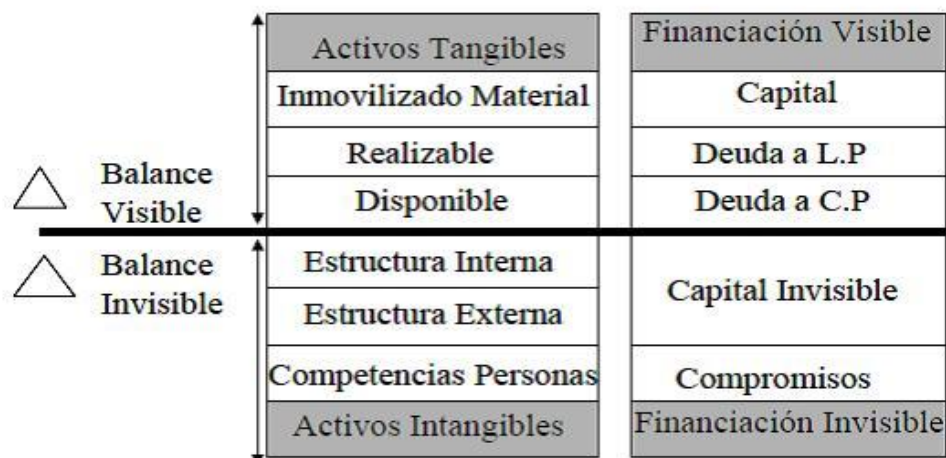 Activos Tangibles
Financiación Visible
Inmovilizado Material
Capital
Realizable
Deuda a L.P
Balance
Visible
Disponible
Deuda a C.P
Balance
Invisible
Estructura Interna
Capital Invisible
Estructura Externa
Competencias Personas
Compromisos
Activos Intangibles
Financiación Invisible